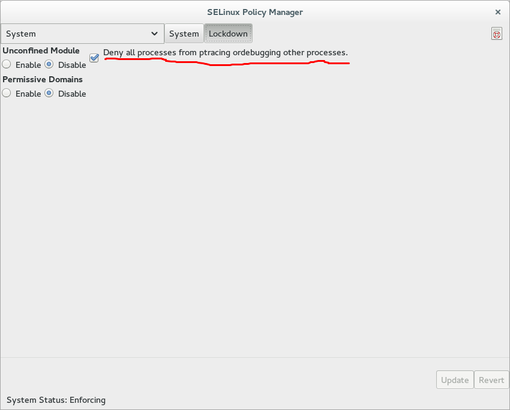 SELinux Policy Manager
System
System
Lockdown
Unconfined Module
Enable
Disable
Deny all processes from ptracing ordebugging other processes.
Permissive Domains
Enable
Disable
Update
Revert
System Status: Enforcing